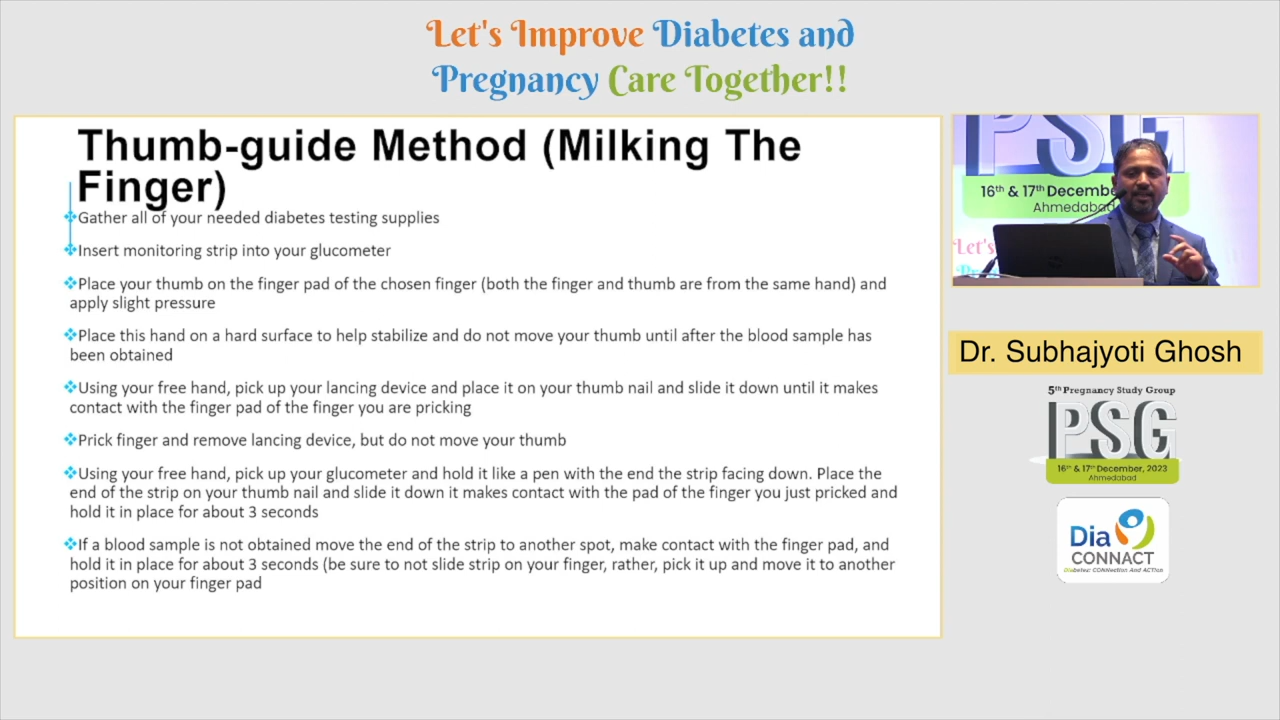 Let's Improve Diabetes and
Pregnancy Care Together!!
Thumb-guide Method (Milking The
Finger)
Gather all of your needed diabetes testing supplies
Insert monitoring strip into your glucometer
Place your thumb on the finger pad of the chosen finger (both the finger and thumb are from the same hand) and
apply slight pressure
Place this hand on a hard surface to help stabilize and do not move your thumb until after the blood sample has
been obtained
Using your free hand, pick up your lancing device and place it on your thumb nail and slide it down until it makes
contact with the finger pad of the finger you are pricking
Prick finger and remove lancing device, but do not move your thumb
Using your free hand, pick up your glucometer and hold it like a pen with the end the strip facing down. Place the
end of the strip on your thumb nail and slide it down it makes contact with the pad of the finger you just pricked and
hold it in place for about 3 seconds
If a blood sample is not obtained move the end of the strip to another spot, make contact with the finger pad, and
hold it in place for about 3 seconds (be sure to not slide strip on your finger, rather, pick it up and move it to another
position on your finger pad
PSG
16th & 17th Decembe
Ahmedabad
Let's
Dr. Subhajyoti Ghosh
5th Pregnancy Study Group
PSG
16th & 17th December, 2023
Ahmedabad
Dia
CONNACT
Diabetes: CONNection And ACTion